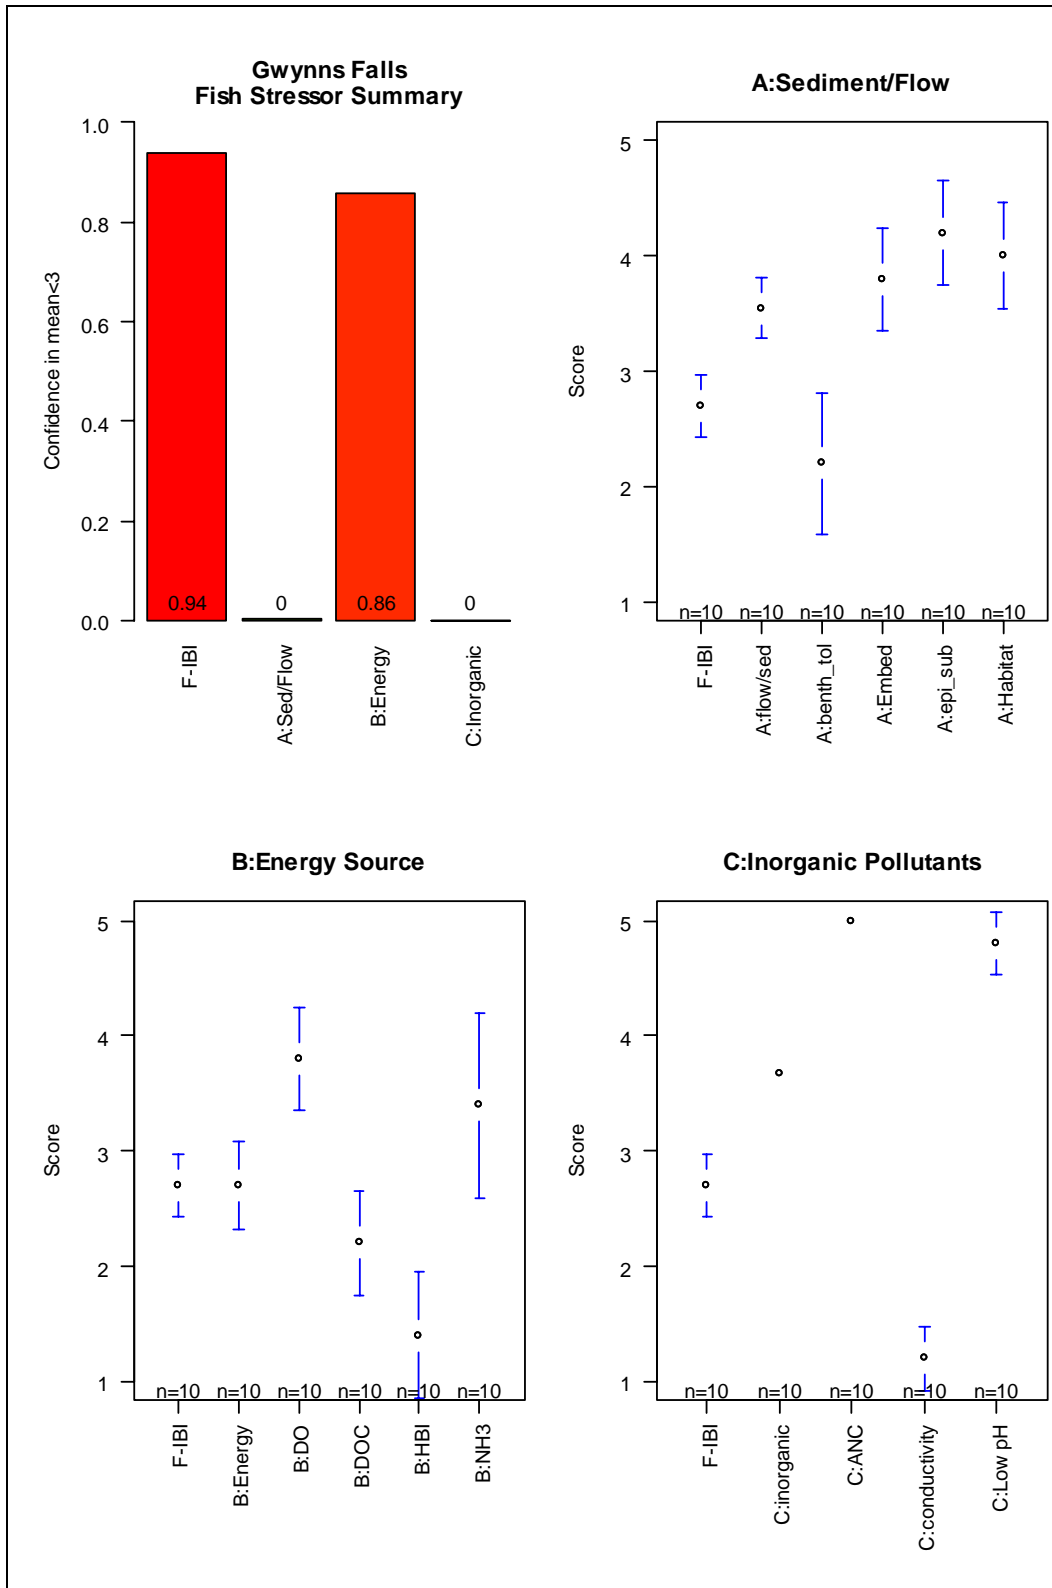 Gwynns Falls
Fish Stressor Summary
Confidence in mean<3
1.0
0.8
0.6
0.4
0.2
0.0
0.94
0
0.86
0
F-IBI
A:Sed/Flow
B:Energy
C:Inorganic
A:Sediment/Flow
Score
5
4
3
2
1
n=10
n=10
n=10
n=10
n=10
n=10
F-IBI
A:flow/sed
A:benth_tol
A:Embed
A:epi_sub
A:Habitat
B:Energy Source
Score
5
4
3
2
1
n=10
n=10
n=10
n=10
n=10
n=10
F-IBI
B:Energy
B:DO
B:DOC
B:HBI
B:NH3
C:Inorganic Pollutants
Score
5
4
3
2
1
n=10
n=10
n=10
n=10
n=10
F-IBI
C:inorganic
C:ANC
C:conductivity
C:Low pH